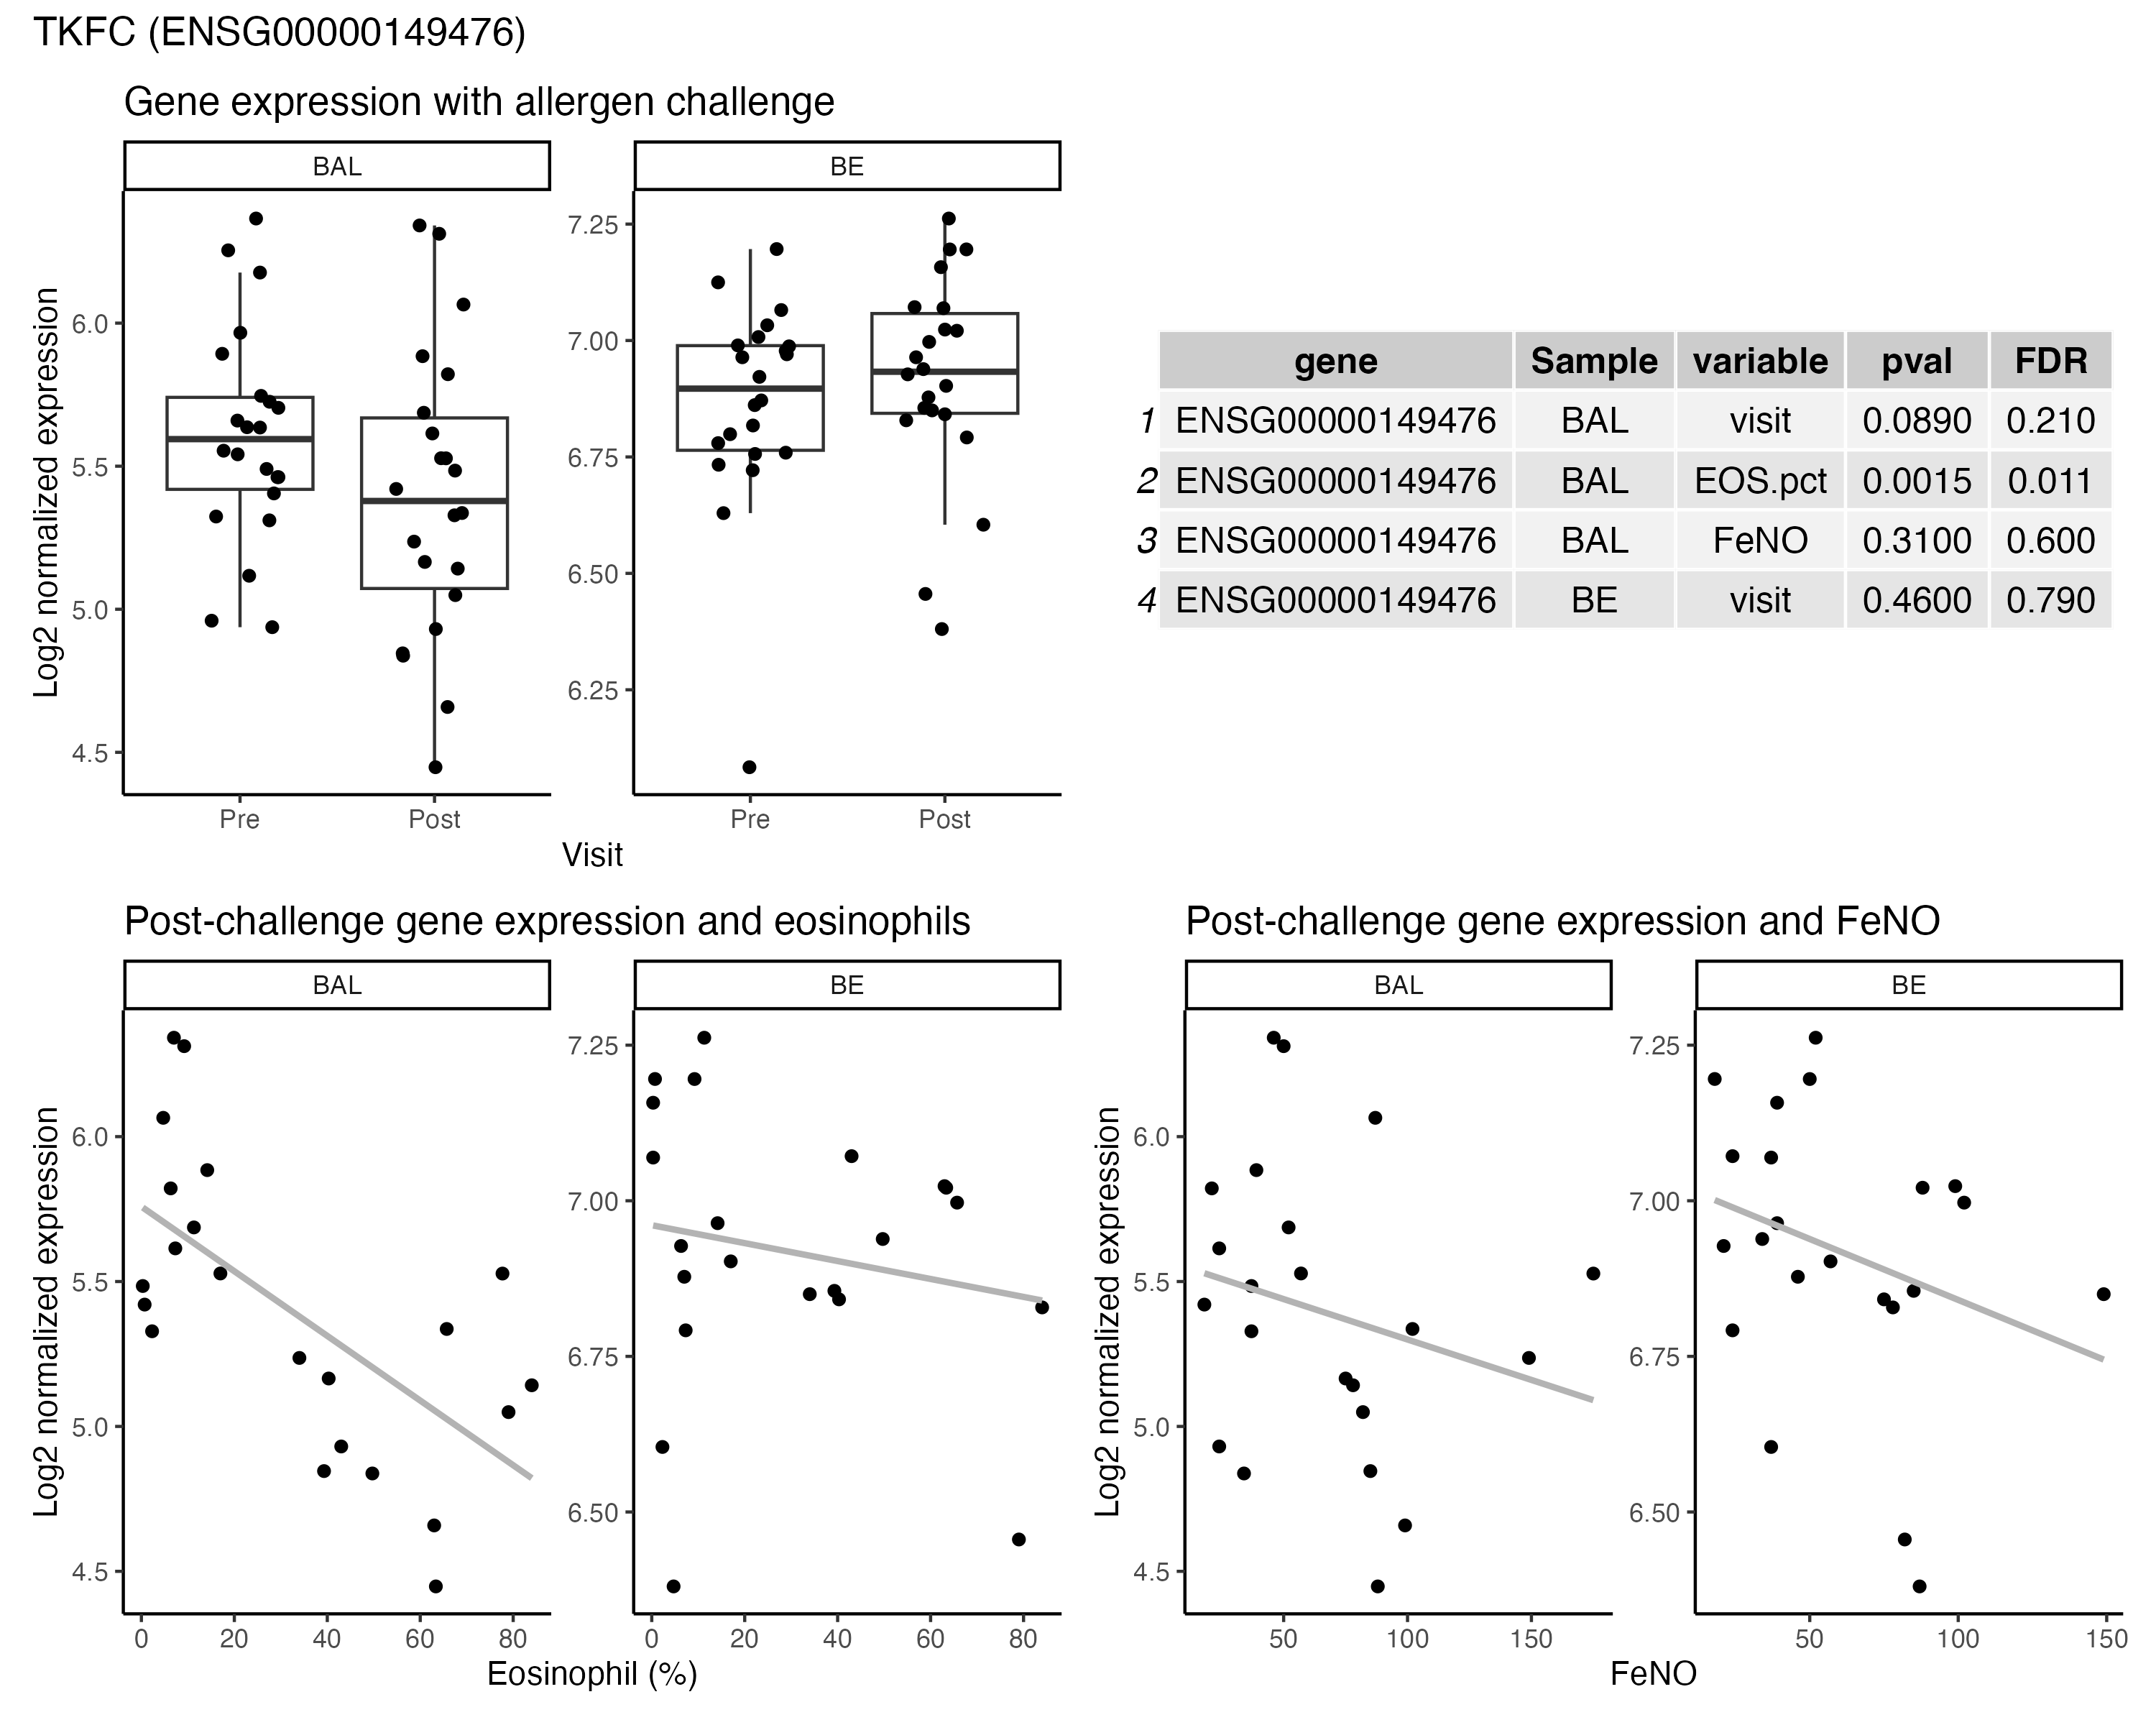 TKFC (ENSG00000149476)
Gene expression with allergen challenge
BAL BE
Log2 normalized expression
6.0
5.5
5.0
4.5
7.25
7.00
6.75
6.50
6.25
Pre Post Pre Post
Visit
gene Sample variable pval FDR
1 ENSG00000149476 BAL visit 0.0890 0.210
2 ENSG00000149476 BAL EOS.pct 0.0015 0.011
3 ENSG00000149476 BAL FeNO 0.3100 0.600
4 ENSG00000149476 BE visit 0.4600 0.790
Post-challenge gene expression and eosinophils
BAL BE
Log2 normalized expression
6.0
5.5
5.0
4.5
7.25
7.00
6.75
6.50
0 20 40 60 80 0 20 40 60 80
Eosinophil (%)
Post-challenge gene expression and FeNO
BAL BE
Log2 normalized expression
6.0
5.5
5.0
4.5
7.25
7.00
6.75
6.50
50 100 150 50 100 150
FeNO